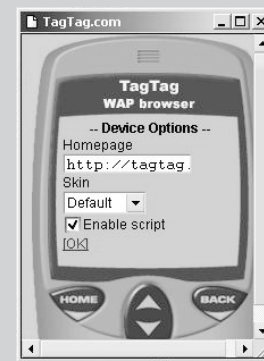 TagTag.com
TagTag
WAP browser
-- Device Options --
Homepage
http://tagtag.
Skin
Default
Enable script
[OK]
HOME
BACK